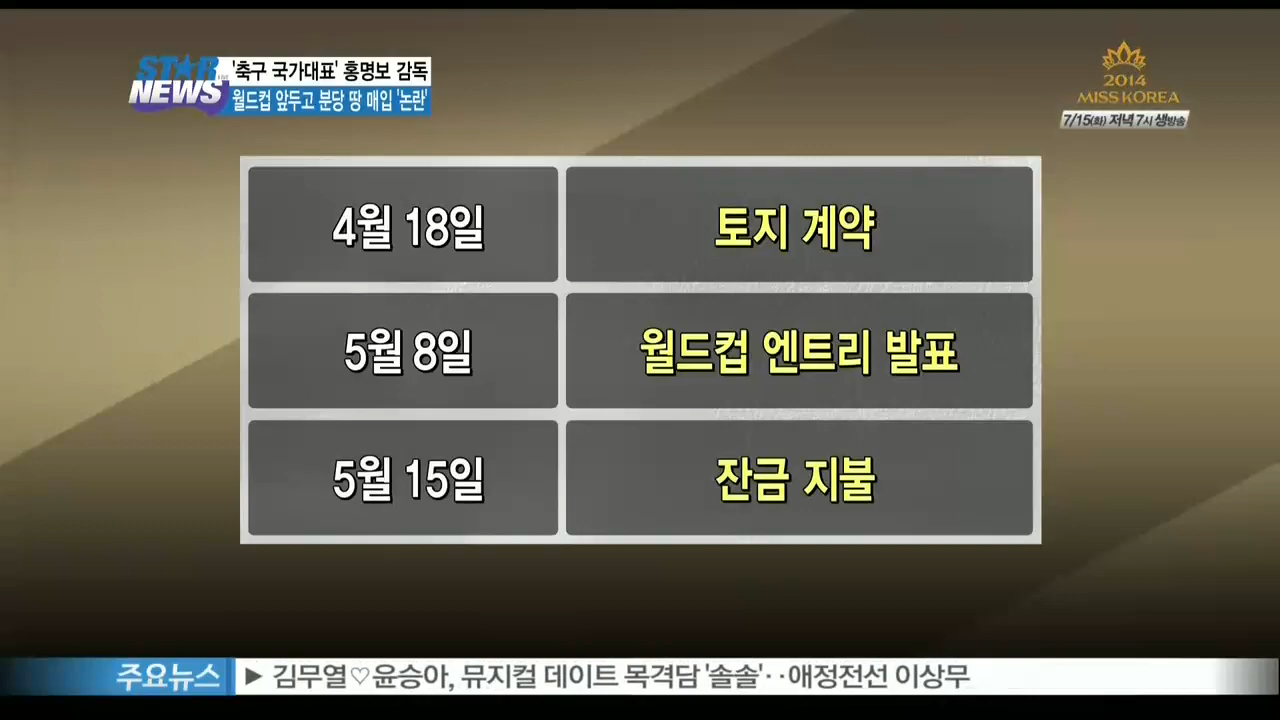 STAR
NEWS
'축구 국가대표' 홍명보 감독
월드컵 앞두고 분당 땅 매입 '논란'
2014
MISS KOREA
7/15(화) 저녁 7시 생방송
4월 18일 토지 계약
5월 8일 월드컵 엔트리 발표
5월 15일 잔금 지불
주요뉴스 ▶ 김무열♡윤승아, 뮤지컬 데이트 목격담 '솔솔'‥애정전선 이상무